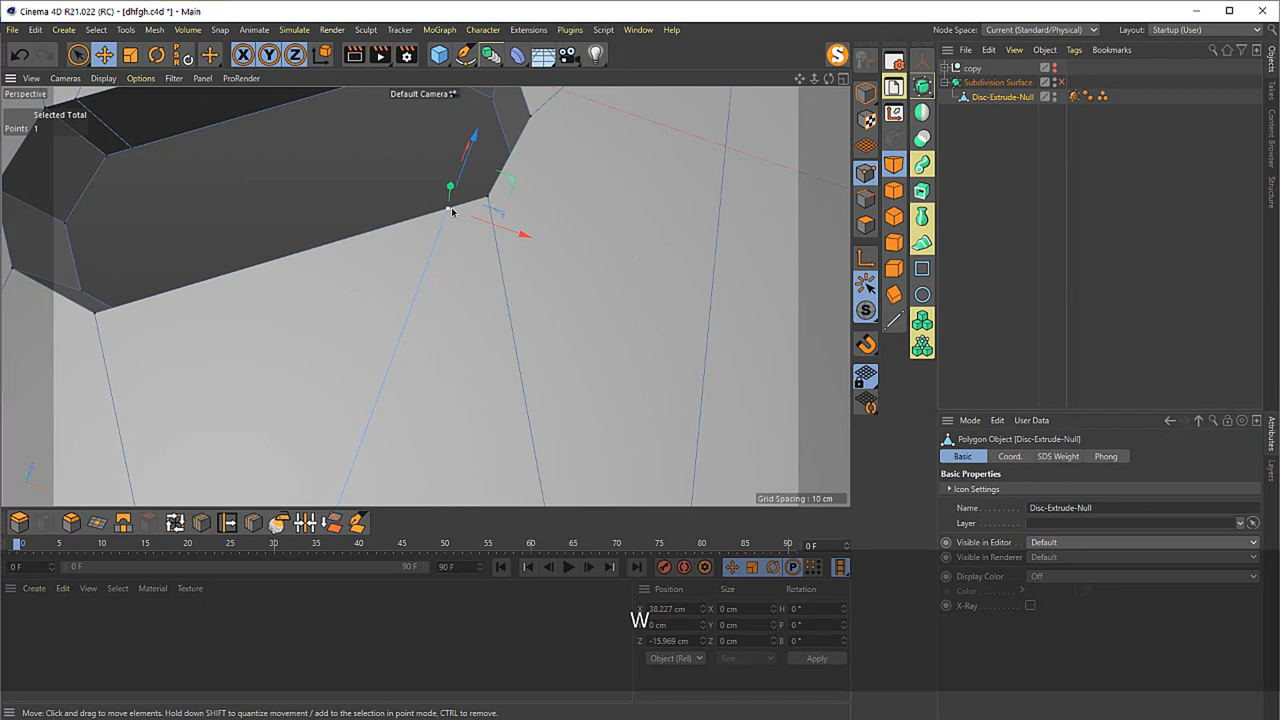 Cinema 4D R21.022 (RC) - [dhfgh.c4d *] - Main
File Edit Create Select Tools Mesh Volume Snap Animate Simulate Render Sculpt Tracker MoGraph Character Extensions Plugins Script Window Help
Node Space: Current (Standard/Physical) Layout: Startup (User)
X Y Z
View Cameras Display Options Filter Panel ProRender
File Edit View Object Tags Bookmarks
Perspective
Default Camera
Selected Total
Points 1
copy
Subdivision Surface
Disc-Extrude-Null
Objects
Takes
Content Browser
Structure
Z
Grid Spacing : 10 cm
Mode Edit User Data
Polygon Object [Disc-Extrude-Null]
Basic Coord. SDS Weight Phong
Basic Properties
Icon Settings
Name Disc-Extrude-Null
Layer
Visible in Editor Default
Visible in Renderer Default
Display Color Off
Color
X-Ray
Attributes
Layers
0 5 10 15 20 25 30 35 40 45 50 55 60 65 70 75 80 85 90
0 F
0 F 0 F 90 F 90 F
Create Edit View Select Material Texture
Position Size Rotation
X 38.227 cm X 0 cm H 0 °
0 cm Y 0 cm P 0 °
Z -15.969 cm Z 0 cm B 0 °
W
Object (Rel) Size Apply
Move: Click and drag to move elements. Hold down SHIFT to quantize movement / add to the selection in point mode, CTRL to remove.